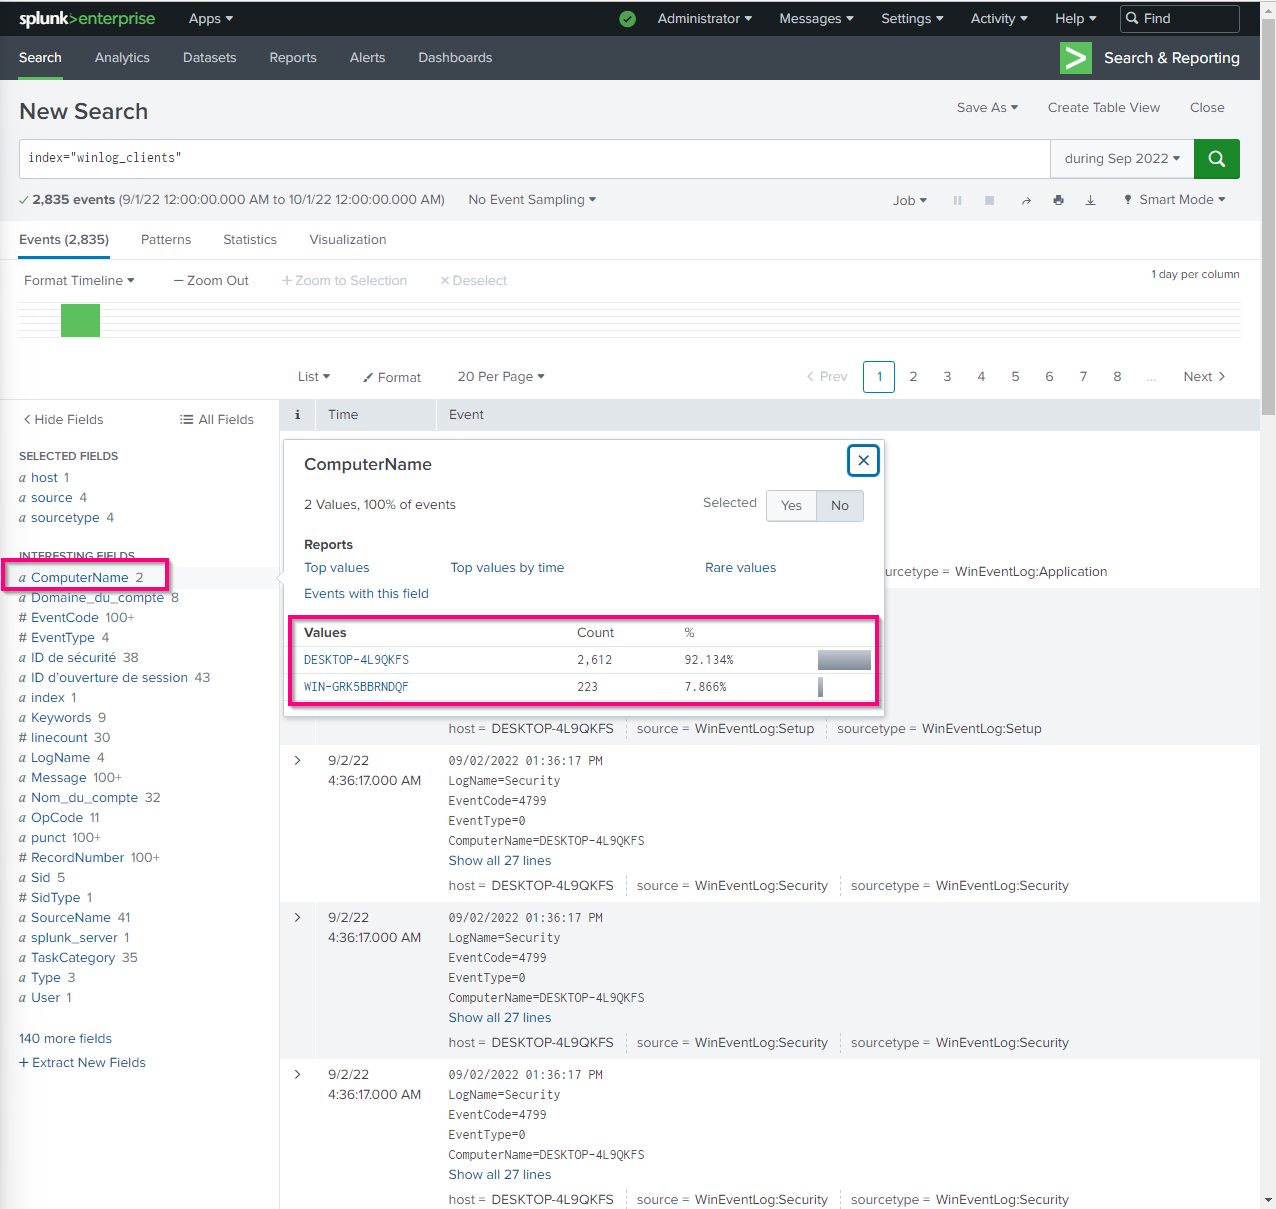 splunk>enterprise Apps Administrator Messages Settings Activity Help Find
Search Analytics Datasets Reports Alerts Dashboards Search & Reporting
New Search Save As Create Table View Close
index="winlog_clients" during Sep 2022
2,835 events (9/1/22 12:00:00.000 AM to 10/1/22 12:00:00.000 AM) No Event Sampling Job Smart Mode
Events (2,835) Patterns Statistics Visualization
Format Timeline — Zoom Out + Zoom to Selection × Deselect 1 day per column
List Format 20 Per Page < Prev 1 2 3 4 5 6 7 8 ... Next >
< Hide Fields All Fields i Time Event
SELECTED FIELDS
a host 1
a source 4
a sourcetype 4
INTERESTING FIELDS
a ComputerName 2
a Domaine_du_compte 8
# EventCode 100+
# EventType 4
a ID de sécurité 38
a ID d'ouverture de session 43
a index 1
a Keywords 9
# linecount 30
a LogName 4
a Message 100+
a Nom_du_compte 32
a OpCode 11
a punct 100+
# RecordNumber 100+
a Sid 5
# SidType 1
a SourceName 41
a splunk_server 1
a TaskCategory 35
a Type 3
a User 1
140 more fields
+ Extract New Fields
ComputerName
2 Values, 100% of events Selected Yes No
Reports
Top values Top values by time Rare values
Events with this field
Values Count %
DESKTOP-4L9QKFS 2,612 92.134%
WIN-GRK5BBRNDQF 223 7.866%
urcetype = WinEventLog:Application
host = DESKTOP-4L9QKFS source = WinEventLog:Setup sourcetype = WinEventLog:Setup
> 9/2/22 09/02/2022 01:36:17 PM
4:36:17.000 AM LogName=Security
EventCode=4799
EventType=0
ComputerName=DESKTOP-4L9QKFS
Show all 27 lines
host = DESKTOP-4L9QKFS source = WinEventLog:Security sourcetype = WinEventLog:Security
> 9/2/22 09/02/2022 01:36:17 PM
4:36:17.000 AM LogName=Security
EventCode=4799
EventType=0
ComputerName=DESKTOP-4L9QKFS
Show all 27 lines
host = DESKTOP-4L9QKFS source = WinEventLog:Security sourcetype = WinEventLog:Security
> 9/2/22 09/02/2022 01:36:17 PM
4:36:17.000 AM LogName=Security
EventCode=4799
EventType=0
ComputerName=DESKTOP-4L9QKFS
Show all 27 lines
host = DESKTOP-4L9QKFS source = WinEventLog:Security sourcetype = WinEventLog:Security